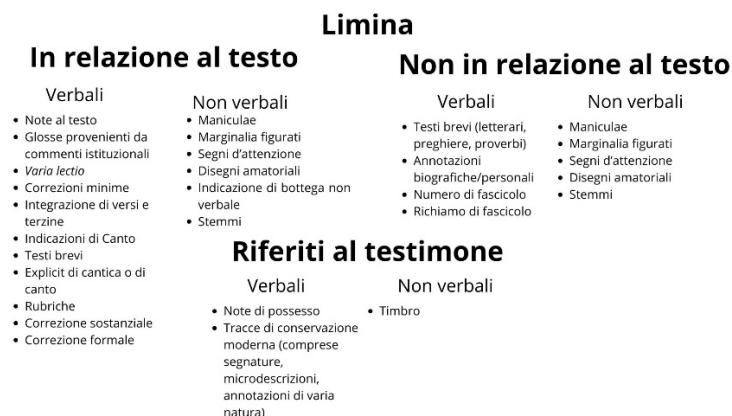 Limina
In relazione al testo
Verbali
Note al testo
Glosse provenienti da
commenti istituzionali
Varia lectio
Correzioni minime
Integrazione di versi e
terzine
Indicazioni di Canto
Testi brevi
Explicit di cantica o di
canto
Rubriche
Correzione sostanziale
Correzione formale
Non verbali
Maniculae
Marginalia figurati
Segni d'attenzione
Disegni amatoriali
Indicazione di bottega non
verbale
Stemmi
Non in relazione al testo
Verbali
Testi brevi (letterari,
preghiere, proverbi)
Annotazioni
biografiche/personali
Numero di fascicolo
Richiamo di fascicolo
Non verbali
Maniculae
Marginalia figurati
Segni d'attenzione
Disegni amatoriali
Stemmi
Riferiti al testimone
Verbali
Note di possesso
Tracce di conservazione
moderna (comprese
segnature,
microdescrizioni,
annotazioni di varia
natura)
Non verbali
Timbro